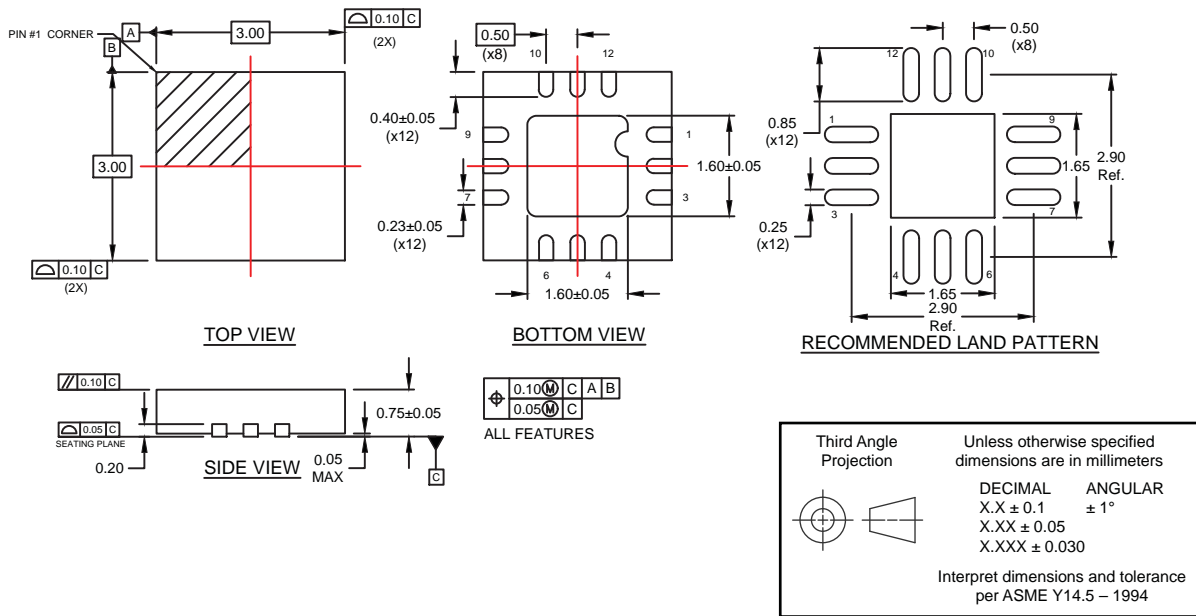 PIN #1 CORNER
A
3.00
⌓ 0.10 C
(2X)
B
3.00
⌓ 0.10 C
(2X)
TOP VIEW
0.50
(x8)
10
12
0.40±0.05
(x12)
9
1
1.60±0.05
7
3
0.23±0.05
(x12)
6
4
1.60±0.05
BOTTOM VIEW
0.50
(x8)
12
10
0.85
(x12)
1
9
1.65
2.90
Ref.
0.25
(x12)
3
7
4
6
1.65
2.90
Ref.
RECOMMENDED LAND PATTERN
// 0.10 C
0.75±0.05
⌓ 0.05 C
SEATING PLANE
0.20
SIDE VIEW
0.05
MAX
C
⌖ 0.10 Ⓜ C A B
0.05 Ⓜ C
ALL FEATURES
Third Angle
Projection
Unless otherwise specified
dimensions are in millimeters
DECIMAL ANGULAR
X.X ± 0.1 ± 1°
X.XX ± 0.05
X.XXX ± 0.030
Interpret dimensions and tolerance
per ASME Y14.5 – 1994